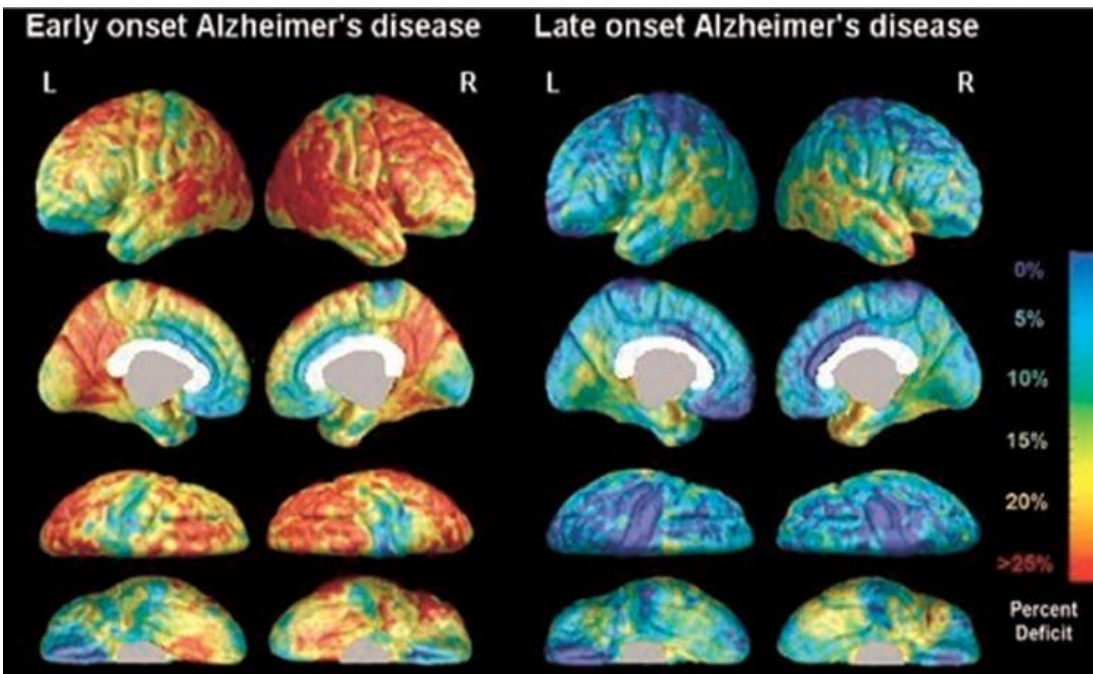 Early onset Alzheimer's disease
Late onset Alzheimer's disease
L
R
L
R
0%
5%
10%
15%
20%
>25%
Percent
Deficit